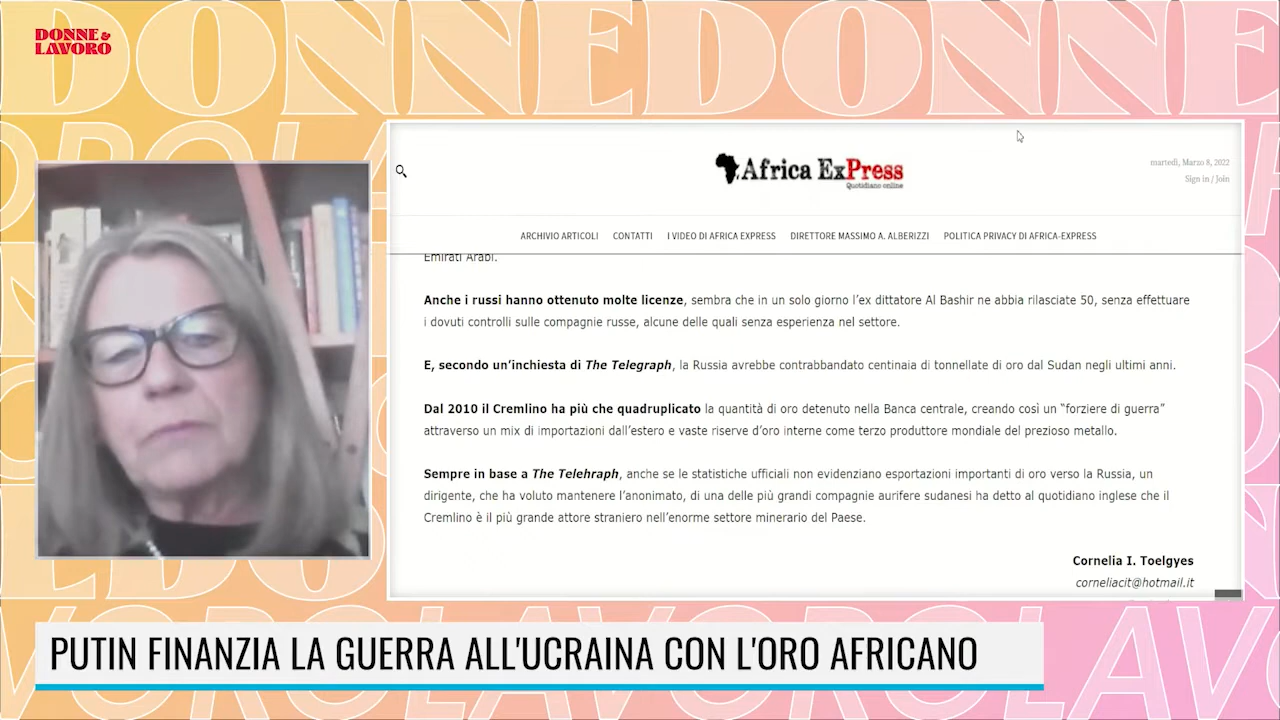 DONNE &
LAVORO
DONNE DONNE
Africa ExPress
Quotidiano online
martedì, Marzo 8, 2022
Sign in / Join
ARCHIVIO ARTICOLI CONTATTI I VIDEO DI AFRICA EXPRESS DIRETTORE MASSIMO A. ALBERIZZI POLITICA PRIVACY DI AFRICA-EXPRESS
Emirati Arabi.
Anche i russi hanno ottenuto molte licenze, sembra che in un solo giorno l'ex dittatore Al Bashir ne abbia rilasciate 50, senza effettuare
i dovuti controlli sulle compagnie russe, alcune delle quali senza esperienza nel settore.
E, secondo un'inchiesta di The Telegraph, la Russia avrebbe contrabbandato centinaia di tonnellate di oro dal Sudan negli ultimi anni.
Dal 2010 il Cremlino ha più che quadruplicato la quantità di oro detenuto nella Banca centrale, creando così un "forziere di guerra"
attraverso un mix di importazioni dall'estero e vaste riserve d'oro interne come terzo produttore mondiale del prezioso metallo.
Sempre in base a The Telehraph, anche se le statistiche ufficiali non evidenziano esportazioni importanti di oro verso la Russia, un
dirigente, che ha voluto mantenere l'anonimato, di una delle più grandi compagnie aurifere sudanesi ha detto al quotidiano inglese che il
Cremlino è il più grande attore straniero nell'enorme settore minerario del Paese.
Cornelia I. Toelgyes
corneliacit@hotmail.it
PUTIN FINANZIA LA GUERRA ALL'UCRAINA CON L'ORO AFRICANO